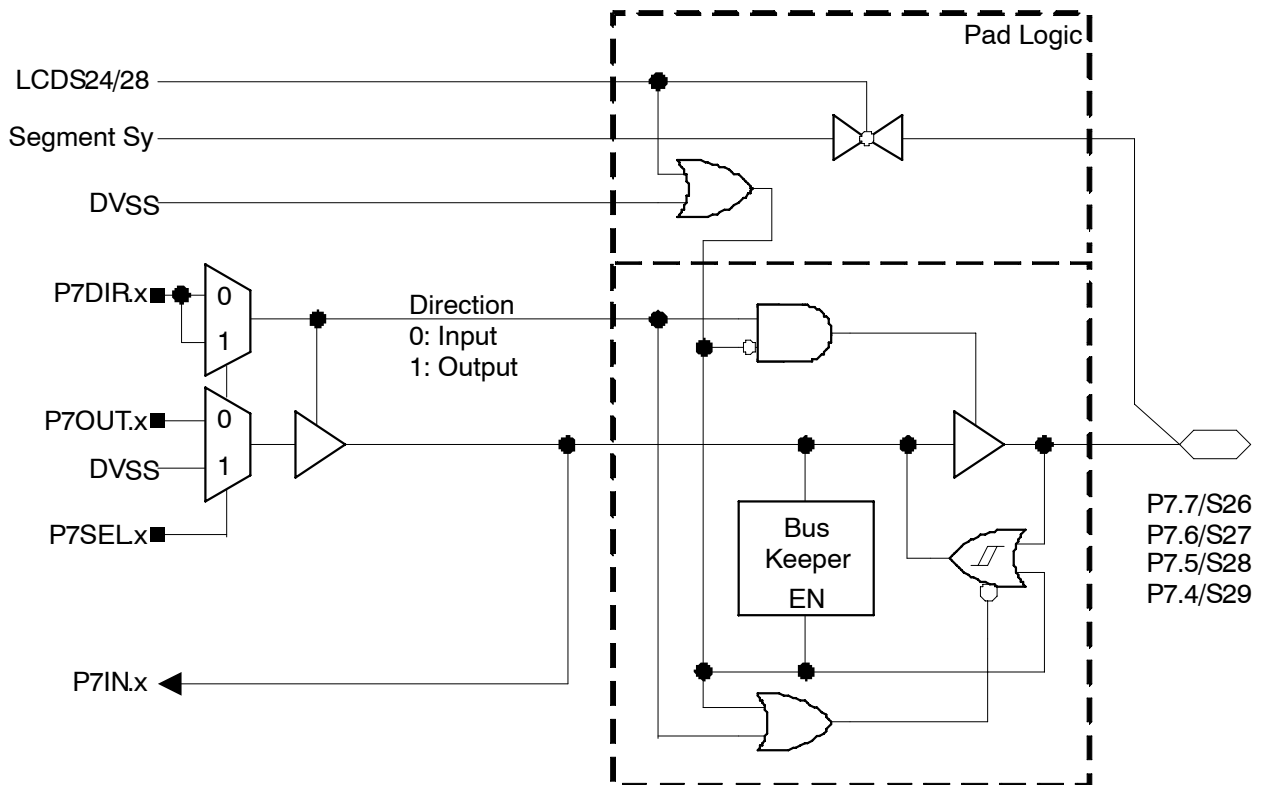 Pad Logic
LCDS24/28
Segment Sy
DVSS
P7DIR.x
0
1
Direction
0: Input
1: Output
P7OUT.x
0
DVSS
1
P7SEL.x
Bus
Keeper
EN
P7.7/S26
P7.6/S27
P7.5/S28
P7.4/S29
P7IN.x